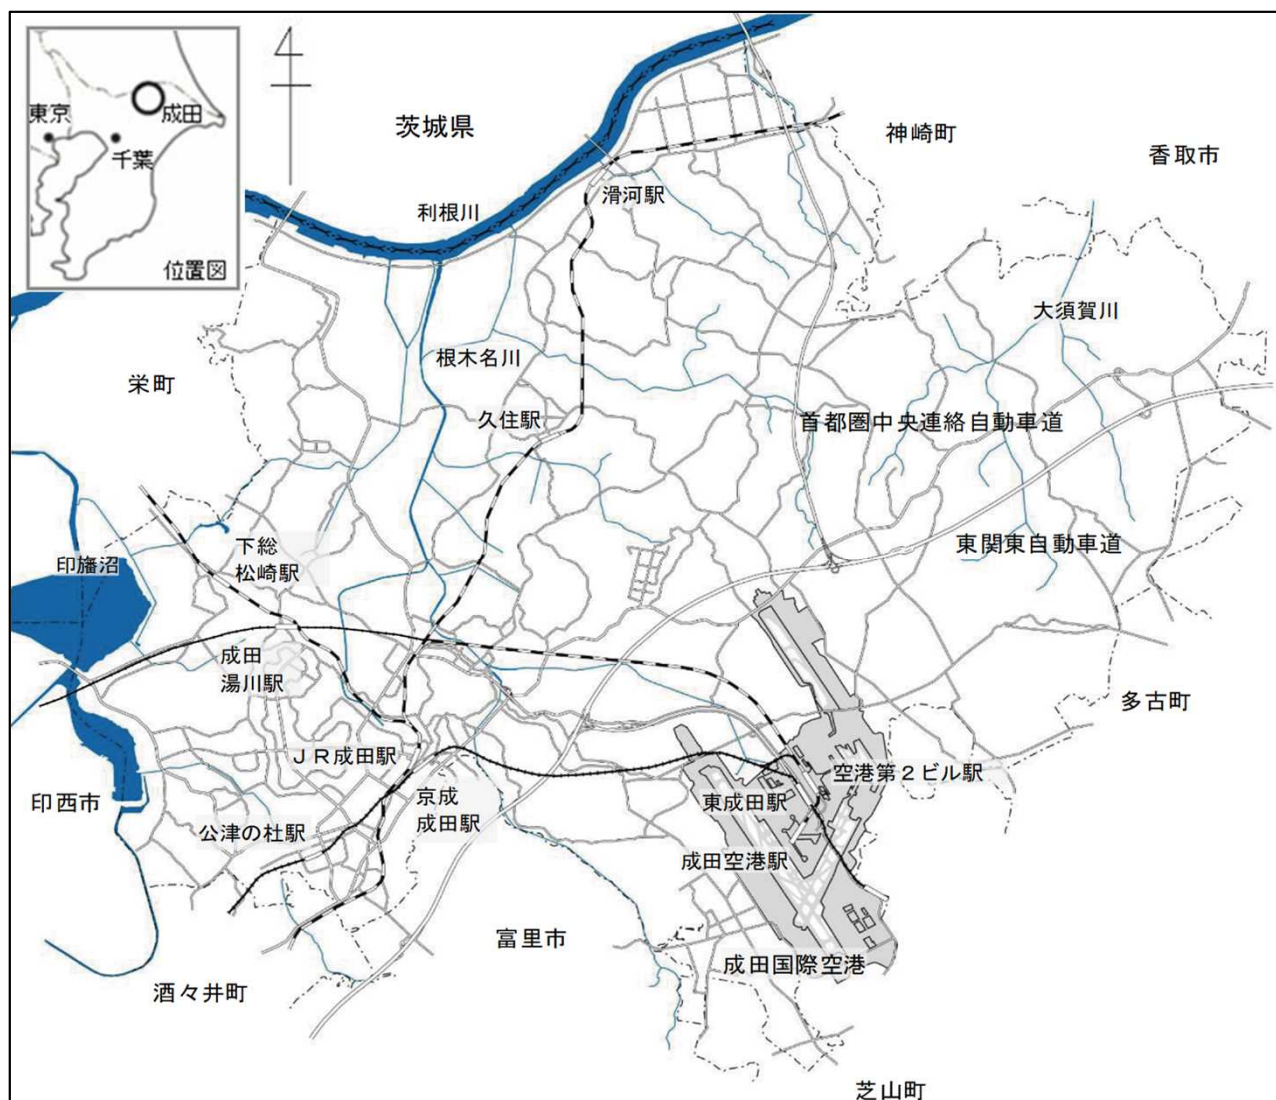 東京
成田
千葉
位置図
茨城県
神崎町
香取市
滑河駅
利根川
大須賀川
根木名川
栄町
久住駅
首都圏中央連絡自動車道
下総
松崎駅
東関東自動車道
印旛沼
成田
湯川駅
多古町
JR成田駅
空港第2ビル駅
印西市
京成
成田駅
東成田駅
公津の杜駅
成田空港駅
富里市
成田国際空港
酒々井町
芝山町